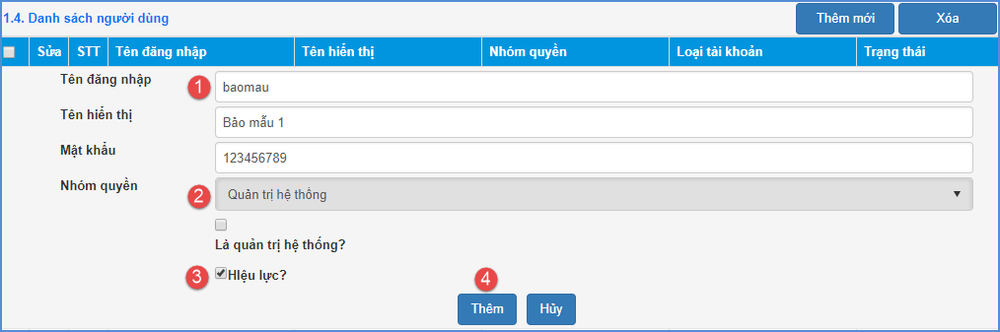 1.4. Danh sách người dùng
Thêm mới
Xóa
Sửa STT Tên đăng nhập Tên hiển thị Nhóm quyền Loại tài khoản Trạng thái
Tên đăng nhập 1 baomau
Tên hiển thị Bảo mẫu 1
Mật khẩu 123456789
Nhóm quyền 2 Quản trị hệ thống
Là quản trị hệ thống?
3 HIệu lực?
4
Thêm Hủy